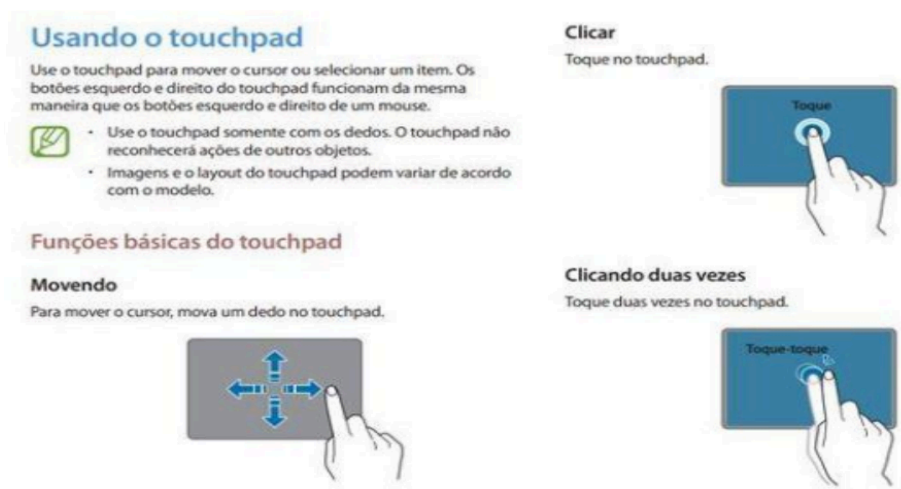 Usando o touchpad
Use o touchpad para mover o cursor ou selecionar um item. Os
botões esquerdo e direito do touchpad funcionam da mesma
maneira que os botões esquerdo e direito de um mouse.
• Use o touchpad somente com os dedos. O touchpad não
reconhecerá ações de outros objetos.
• Imagens e o layout do touchpad podem variar de acordo
com o modelo.
Funções básicas do touchpad
Movendo
Para mover o cursor, mova um dedo no touchpad.
Clicar
Toque no touchpad.
Toque
Clicando duas vezes
Toque duas vezes no touchpad.
Toque-toque